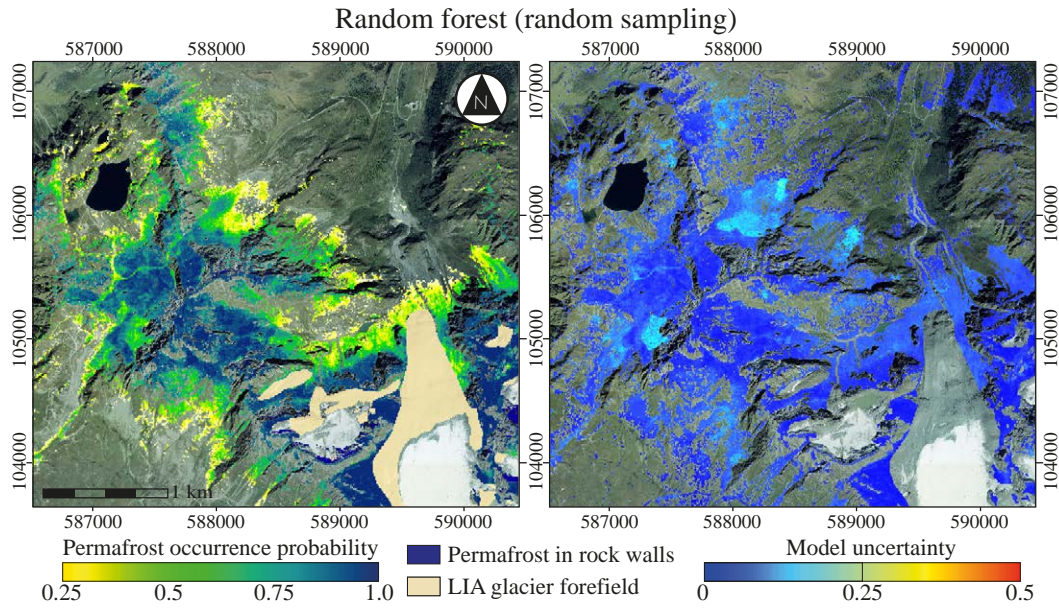 Random forest (random sampling)
587000 588000 589000 590000 587000 588000 589000 590000
107000 107000
N
106000 106000
105000 105000
104000 104000
1 km
587000 588000 589000 590000 587000 588000 589000 590000
Permafrost occurrence probability Permafrost in rock walls Model uncertainty
0.25 0.5 0.75 1.0 LIA glacier forefield 0 0.25 0.5